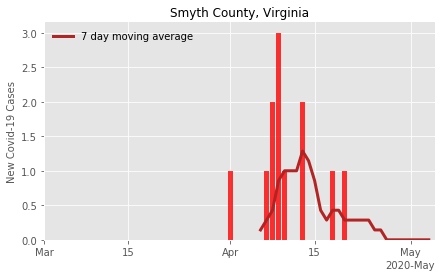 Smyth County, Virginia
7 day moving average
New Covid-19 Cases
3.0
2.5
2.0
1.5
1.0
0.5
0.0
Mar 15 Apr 15 May
2020-May